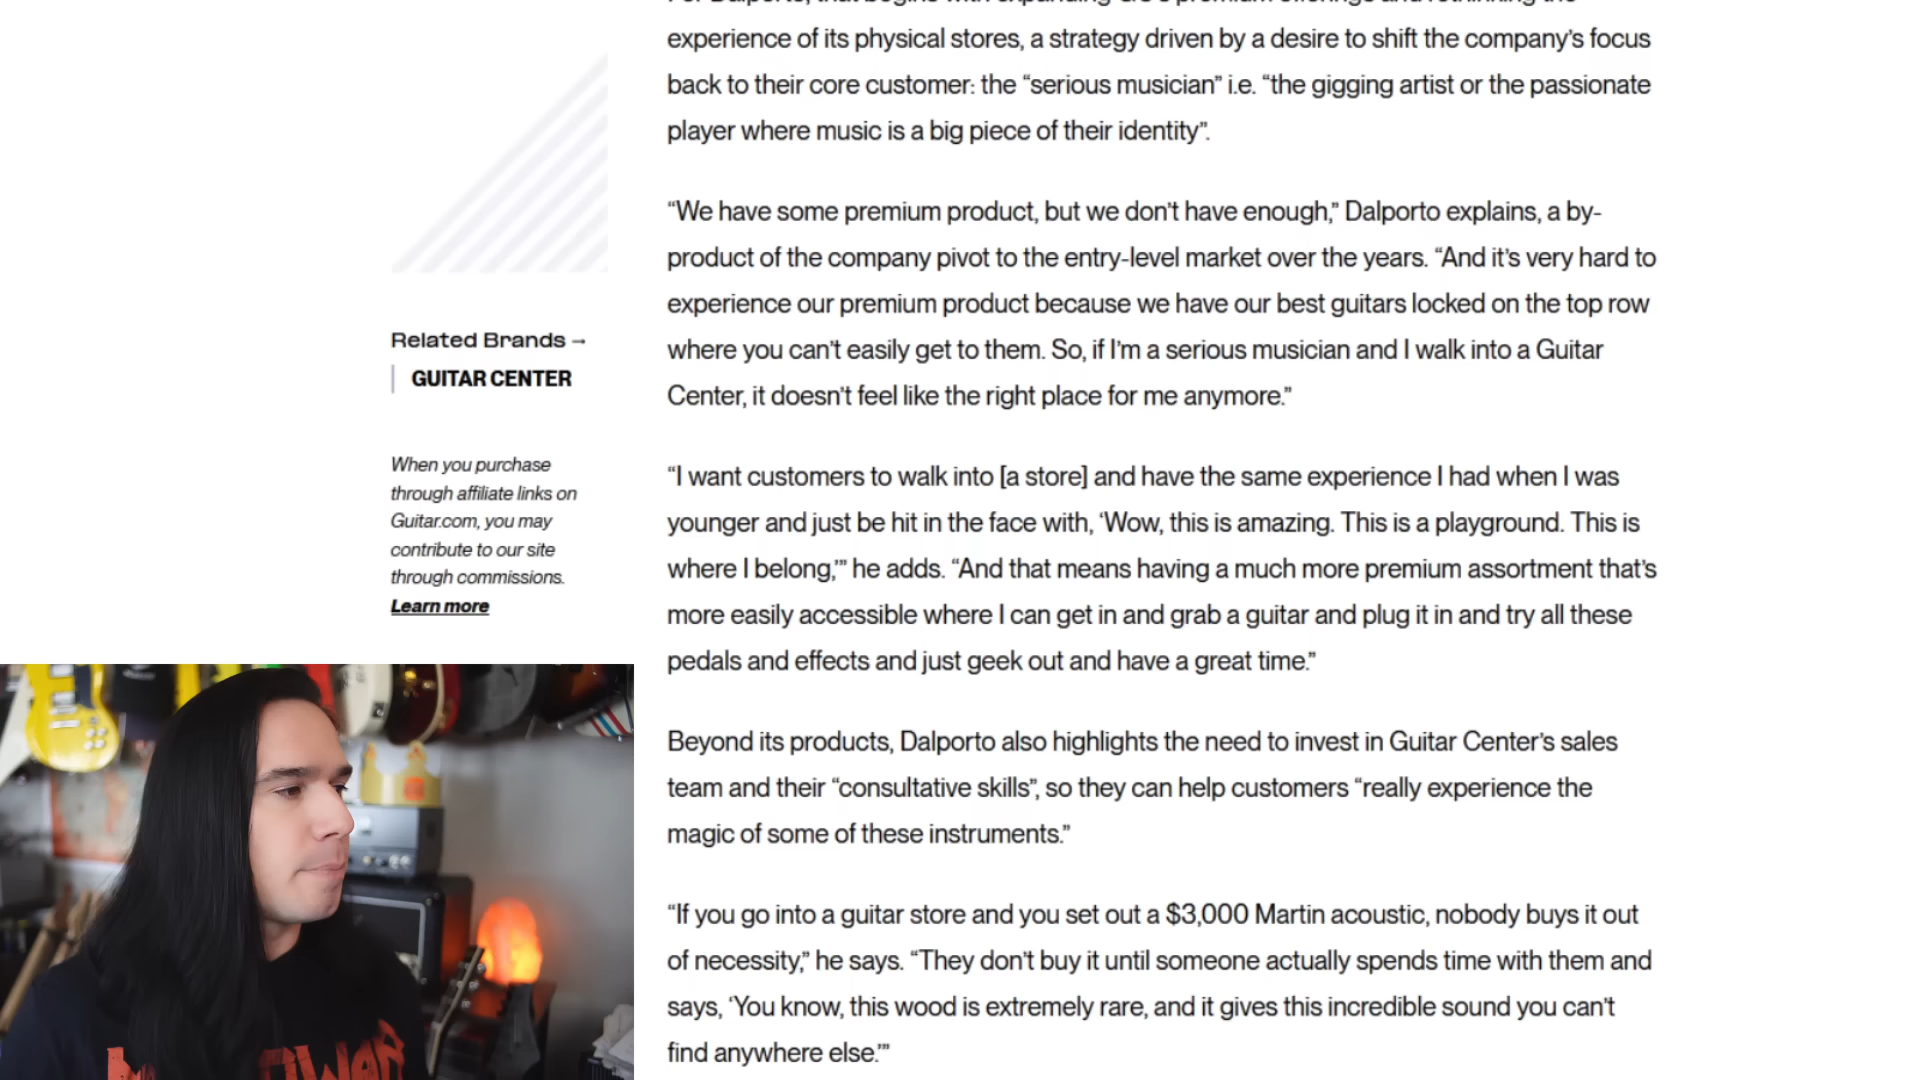 experience of its physical stores, a strategy driven by a desire to shift the company’s focus
back to their core customer: the “serious musician” i.e. “the gigging artist or the passionate
player where music is a big piece of their identity”.
“We have some premium product, but we don’t have enough,” Dalporto explains, a by-
product of the company pivot to the entry-level market over the years. “And it’s very hard to
experience our premium product because we have our best guitars locked on the top row
where you can’t easily get to them. So, if I’m a serious musician and I walk into a Guitar
Center, it doesn’t feel like the right place for me anymore.”
“I want customers to walk into [a store] and have the same experience I had when I was
younger and just be hit in the face with, ‘Wow, this is amazing. This is a playground. This is
where I belong,’” he adds. “And that means having a much more premium assortment that’s
more easily accessible where I can get in and grab a guitar and plug it in and try all these
pedals and effects and just geek out and have a great time.”
Beyond its products, Dalporto also highlights the need to invest in Guitar Center’s sales
team and their “consultative skills”, so they can help customers “really experience the
magic of some of these instruments.”
“If you go into a guitar store and you set out a $3,000 Martin acoustic, nobody buys it out
of necessity,” he says. “They don’t buy it until someone actually spends time with them and
says, ‘You know, this wood is extremely rare, and it gives this incredible sound you can’t
find anywhere else.’”
Related Brands →
GUITAR CENTER
When you purchase
through affiliate links on
Guitar.com, you may
contribute to our site
through commissions.
Learn more